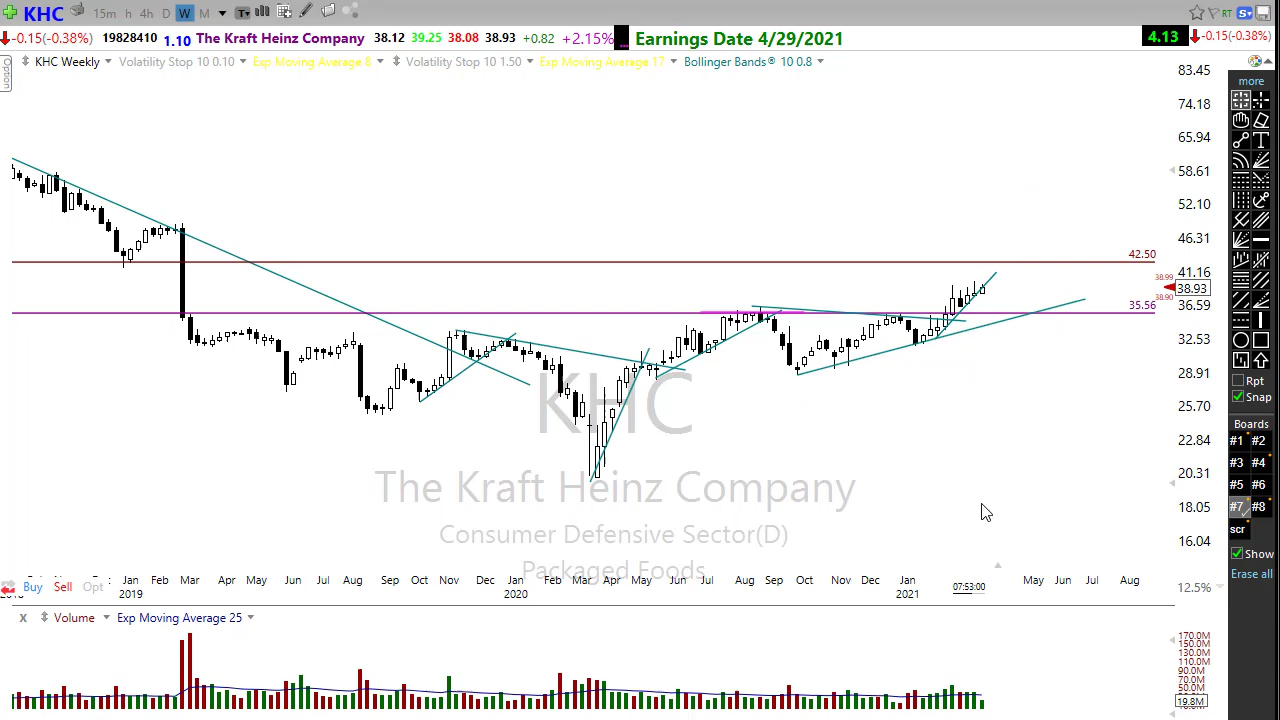 KHC 15m h 4h D W M T RT S
-0.15(-0.38%) 19828410 1.10 The Kraft Heinz Company 38.12 39.25 38.08 38.93 +0.82 +2.15% Earnings Date 4/29/2021 4.13 -0.15(-0.38%)
Option KHC Weekly Volatility Stop 10 0.10 Exp Moving Average 8 Volatility Stop 10 1.50 Exp Moving Average 17 Bollinger Bands® 10 0.8
83.45
74.18
65.94
58.61
52.10
46.31
42.50
41.16
38.99
38.93
38.90
36.59
35.56
32.53
28.91
25.70
22.84
20.31
18.05
16.04
12.5%
KHC
The Kraft Heinz Company
Consumer Defensive Sector(D)
Packaged Foods
Jan Feb Mar Apr May Jun Jul Aug Sep Oct Nov Dec Jan Feb Mar Apr May Jun Jul Aug Sep Oct Nov Dec Jan 07:53:00 May Jun Jul Aug
2019 2020 2021
Buy Sell Opt
X Volume Exp Moving Average 25
170.0M
150.0M
130.0M
110.0M
90.0M
70.0M
50.0M
19.8M
more
T
Rpt
Snap
Boards
#1 #2
#3 #4
#5 #6
#7 #8
scr
Show
Erase all